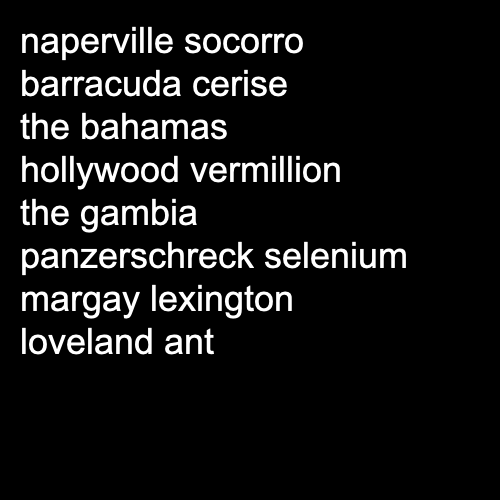 naperville socorro
barracuda cerise
the bahamas
hollywood vermillion
the gambia
panzerschreck selenium
margay lexington
loveland ant